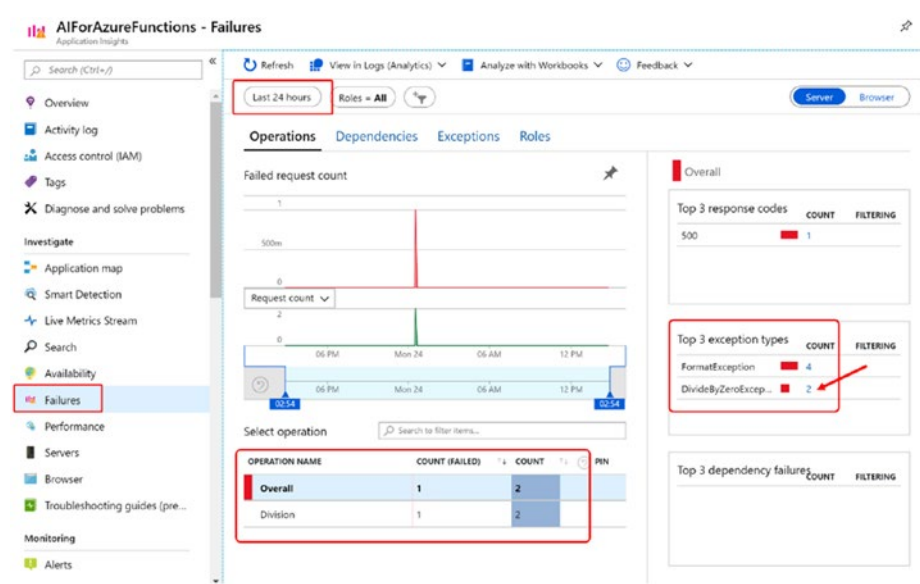 AIForAzureFunctions - Failures
Application Insights
Search (Ctrl+/)
«
Overview
Activity log
Access control (IAM)
Tags
Diagnose and solve problems
Investigate
Application map
Smart Detection
Live Metrics Stream
Search
Availability
Failures
Performance
Servers
Browser
Troubleshooting guides (pre...
Monitoring
Alerts
Refresh View in Logs (Analytics) Analyze with Workbooks Feedback
Last 24 hours Roles = All Server Browser
Operations Dependencies Exceptions Roles
Failed request count
1
500m
0
Request count
2
0
06 PM Mon 24 06 AM 12 PM
06 PM Mon 24 06 AM 12 PM
02:54 02:54
Select operation Search to filter items...
OPERATION NAME COUNT (FAILED) COUNT PIN
Overall 1 2
Division 1 2
Overall
Top 3 response codes COUNT FILTERING
500 1
Top 3 exception types COUNT FILTERING
FormatException 4
DivideByZeroExcep... 2
Top 3 dependency failures COUNT FILTERING